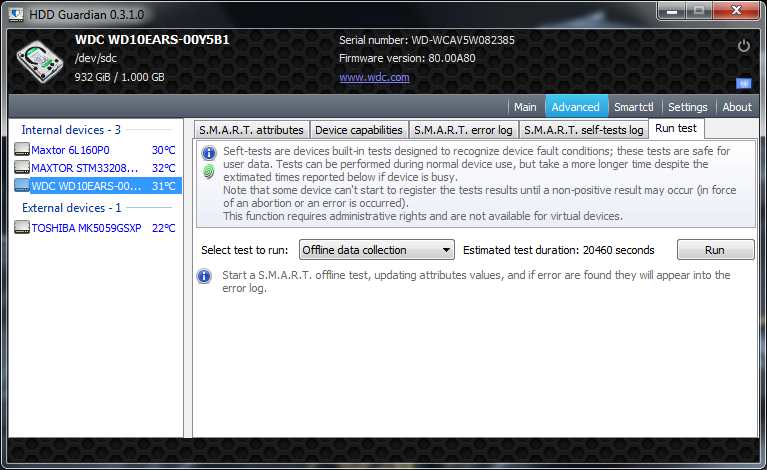 HDD Guardian 0.3.1.0
WDC WD10EARS-00Y5B1
/dev/sdc
932 GiB / 1.000 GB
Serial number: WD-WCAV5W082385
Firmware version: 80.00A80
www.wdc.com
Main
Advanced
Smartctl
Settings
About
Internal devices - 3
Maxtor 6L160P0 30°C
MAXTOR STM33208... 32°C
WDC WD10EARS-00... 31°C
External devices - 1
TOSHIBA MK5059GSXP 22°C
S.M.A.R.T. attributes
Device capabilities
S.M.A.R.T. error log
S.M.A.R.T. self-tests log
Run test
Seft-tests are devices built-in tests designed to recognize device fault conditions; these tests are safe for
user data. Tests can be performed during normal device use, but take a more longer time despite the
extimated times reported below if device is busy.
Note that some device can't start to register the tests results until a non-positive result may occur (in force
of an abortion or an error is occurred).
This function requires administrative rights and are not available for virtual devices.
Select test to run:
Offline data collection
Estimated test duration: 20460 seconds
Run
Start a S.M.A.R.T. offline test, updating attributes values, and if error are found they will appear into the
error log.